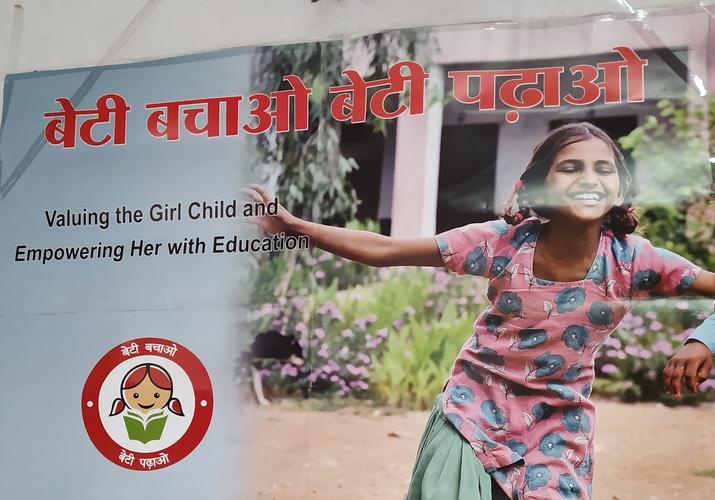 बेटी बचाओ बेटी पढ़ाओ
Valuing the Girl Child and
Empowering Her with Education
बेटी बचाओ
बेटी पढ़ाओ